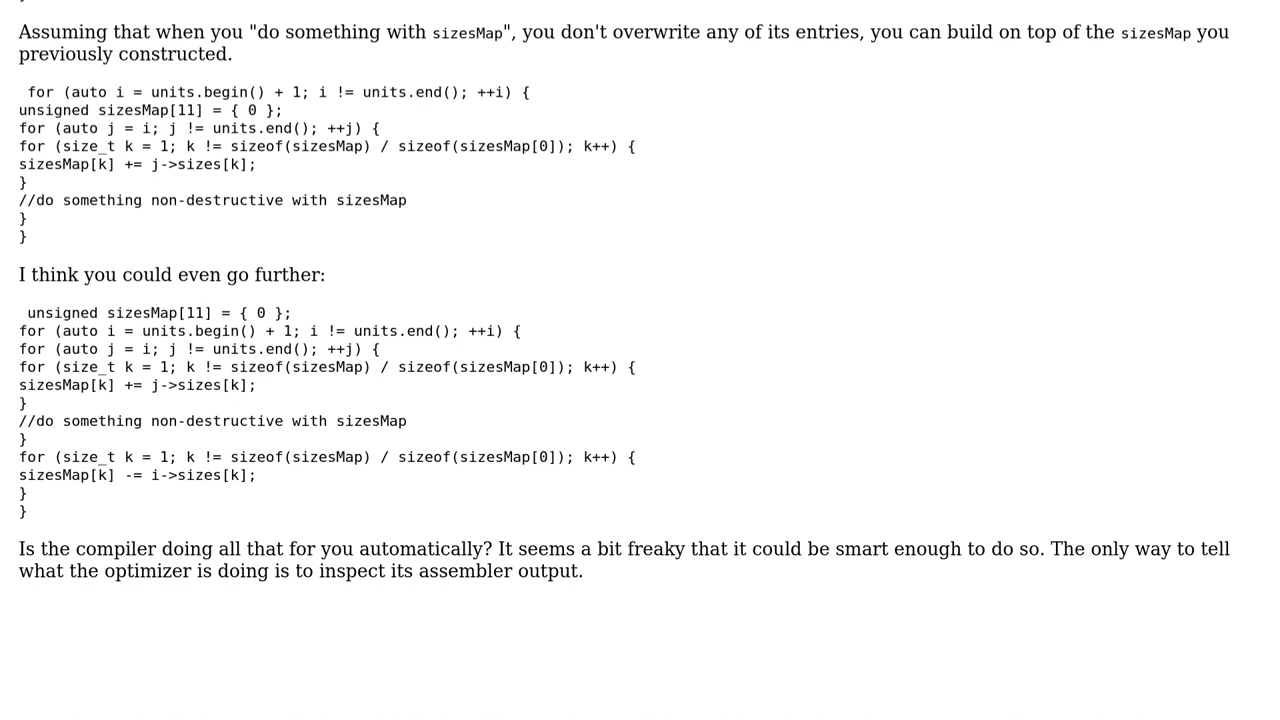 Assuming that when you "do something with sizesMap", you don't overwrite any of its entries, you can build on top of the sizesMap you
previously constructed.
for (auto i = units.begin() + 1; i != units.end(); ++i) {
unsigned sizesMap[11] = { 0 };
for (auto j = i; j != units.end(); ++j) {
for (size_t k = 1; k != sizeof(sizesMap) / sizeof(sizesMap[0]); k++) {
sizesMap[k] += j->sizes[k];
}
//do something non-destructive with sizesMap
}
}
I think you could even go further:
unsigned sizesMap[11] = { 0 };
for (auto i = units.begin() + 1; i != units.end(); ++i) {
for (auto j = i; j != units.end(); ++j) {
for (size_t k = 1; k != sizeof(sizesMap) / sizeof(sizesMap[0]); k++) {
sizesMap[k] += j->sizes[k];
}
//do something non-destructive with sizesMap
}
for (size_t k = 1; k != sizeof(sizesMap) / sizeof(sizesMap[0]); k++) {
sizesMap[k] -= i->sizes[k];
}
}
Is the compiler doing all that for you automatically? It seems a bit freaky that it could be smart enough to do so. The only way to tell
what the optimizer is doing is to inspect its assembler output.